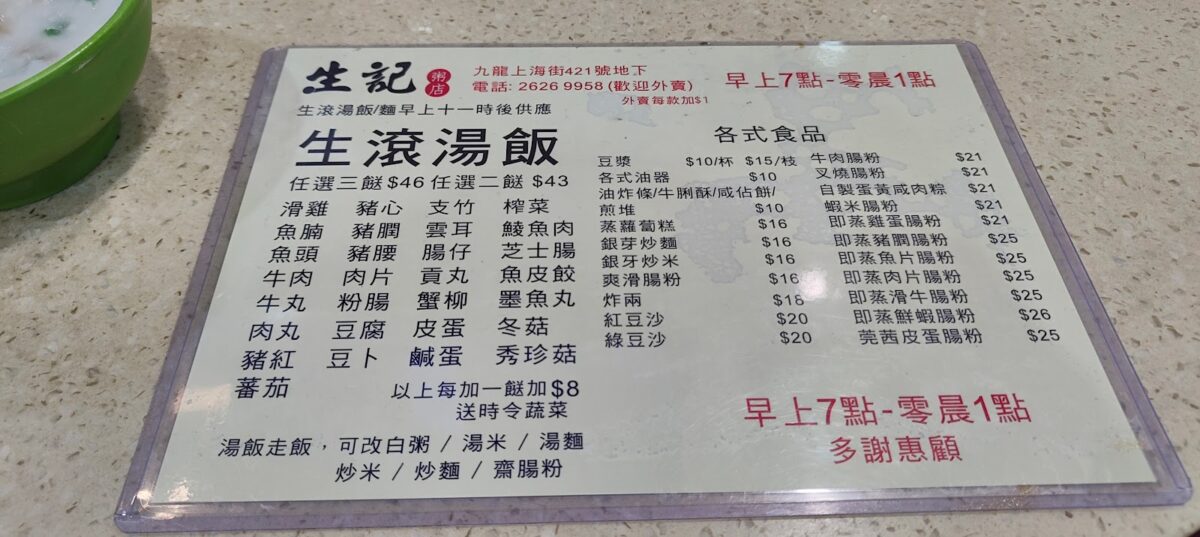 生記 粥店
九龍上海街421號地下
電話: 2626 9958 (歡迎外賣)
外賣每款加$1
早上7點-零晨1點
生滾湯飯/麵早上十一時後供應
生滾湯飯
任選三餸 $46 任選二餸 $43
滑雞 豬心 支竹 榨菜
魚腩 豬膶 雲耳 鯪魚肉
魚頭 豬腰 腸仔 芝士腸
牛肉 肉片 貢丸 魚皮餃
牛丸 粉腸 蟹柳 墨魚丸
肉丸 豆腐 皮蛋 冬菇
豬紅 豆卜 鹹蛋 秀珍菇
蕃茄
以上每加一餸加$8
送時令蔬菜
湯飯走飯，可改白粥 / 湯米 / 湯麵
炒米 / 炒麵 / 齋腸粉
各式食品
豆漿 $10/杯 $15/枝
各式油器 $10
油炸條/牛脷酥/咸佔餅/
煎堆 $10
蒸蘿蔔糕 $16
銀芽炒麵 $16
銀牙炒米 $16
爽滑腸粉 $16
炸兩 $18
紅豆沙 $20
綠豆沙 $20
牛肉腸粉 $21
叉燒腸粉 $21
自製蛋黃咸肉粽 $21
蝦米腸粉 $21
即蒸雞蛋腸粉 $21
即蒸豬膶腸粉 $25
即蒸魚片腸粉 $25
即蒸肉片腸粉 $25
即蒸滑牛腸粉 $25
即蒸鮮蝦腸粉 $26
莞茜皮蛋腸粉 $25
早上7點-零晨1點
多謝惠顧